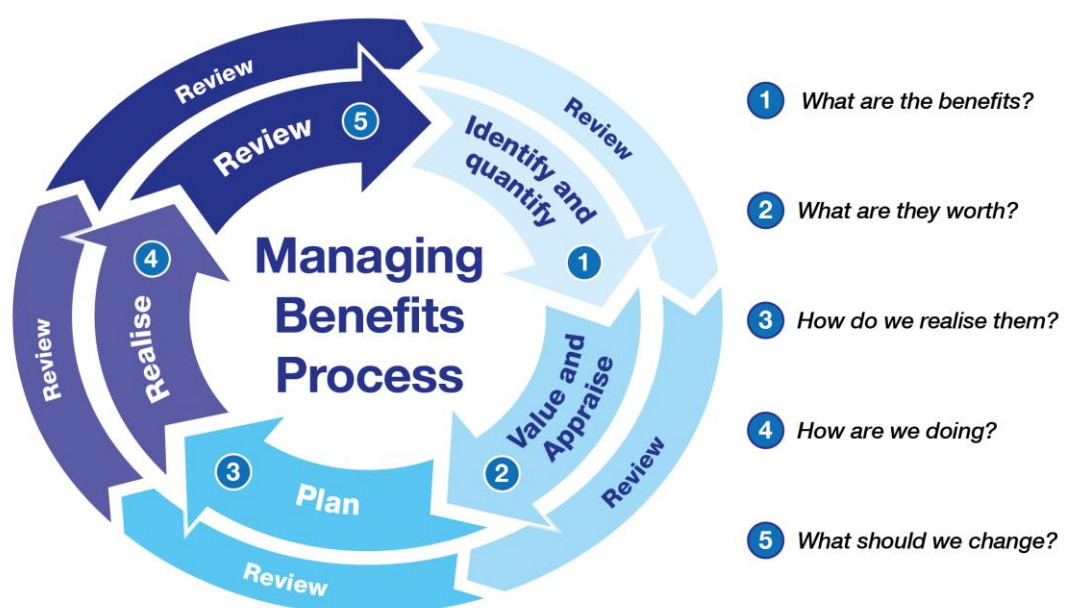 Managing
Benefits
Process
Review
Review
5
Identify and
quantify
1
Review
Value and
Appraise
2
Review
Plan
3
Review
Realise
4
Review
1 What are the benefits?
2 What are they worth?
3 How do we realise them?
4 How are we doing?
5 What should we change?